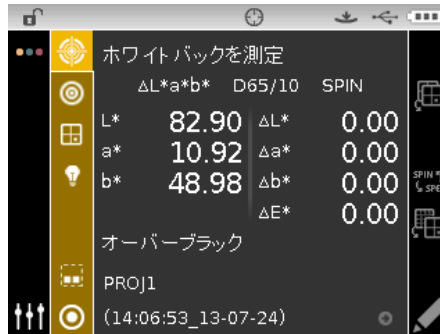 ホワイトバックを測定
ΔL*a*b* D65/10 SPIN
L* 82.90 ΔL* 0.00
a* 10.92 Δa* 0.00
b* 48.98 Δb* 0.00
ΔE* 0.00
SPIN
SPE
オーバーブラック
PROJ1
(14:06:53_13-07-24)